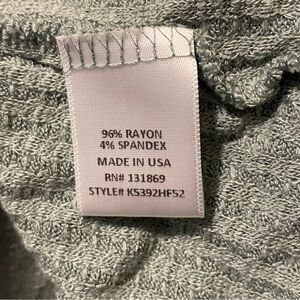 96% RAYON
4% SPANDEX
MADE IN USA
RN# 131869
STYLE# K5392HF52